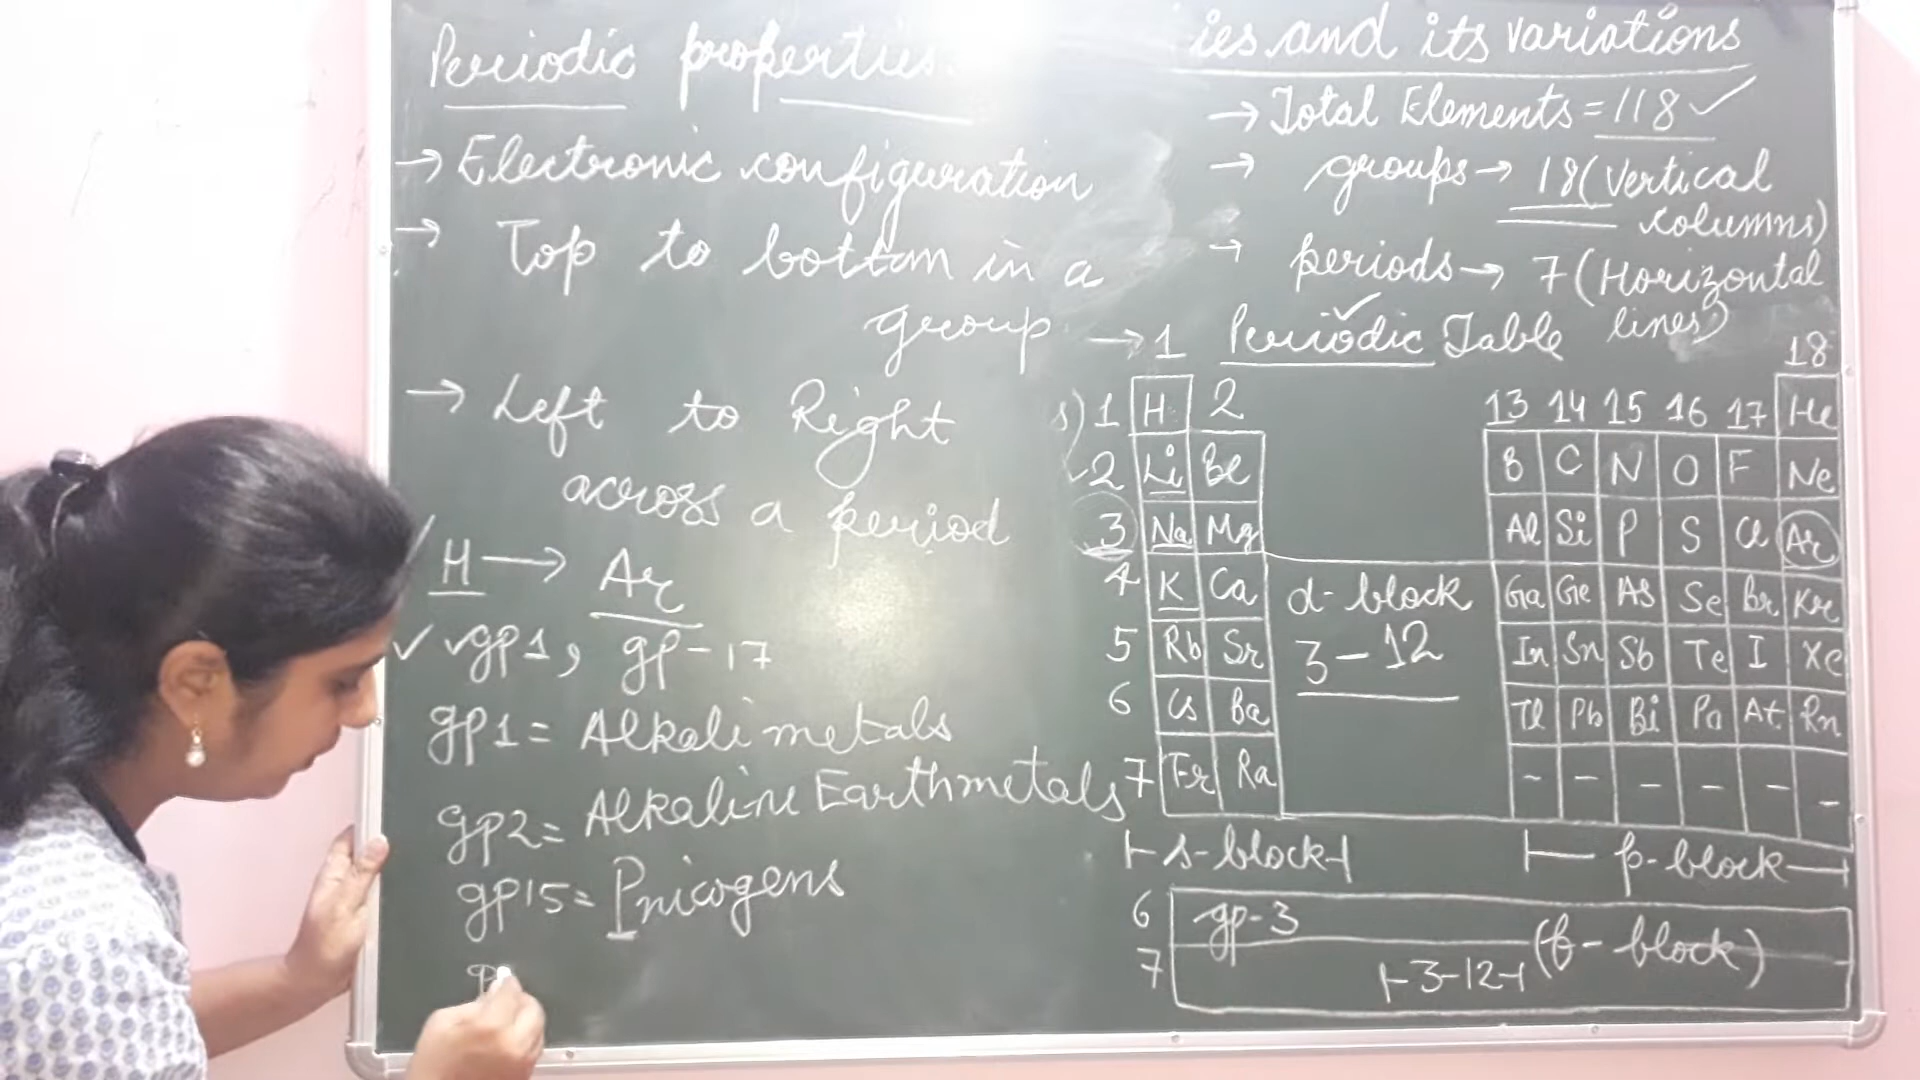 Periodic properties
→ Electronic configuration
→ Top to bottom in a
group
→ Left to Right
across a period
✓ H → Ar
✓ ✓gp1, gp-17
gp1 = Alkali metals
gp2 = Alkaline Earthmetals
gp15 = Pnicogens
ies and its variations
→ Total Elements = 118 ✓
→ groups → 18 (Vertical
columns)
→ periods → 7 (Horizontal
lines)
→ 1 Periodic Table 18
1 H 2 13 14 15 16 17 He
2 Li Be B C N O F Ne
3 Na Mg Al Si P S Cl Ar
4 K Ca d-block Ga Ge As Se Br Kr
5 Rb Sr 3-12 In Sn Sb Te I Xe
6 Cs Ba Tl Pb Bi Po At Rn
7 Fr Ra - - - - - -
s-block p-block
6 gp-3
7 3-12 (f-block)